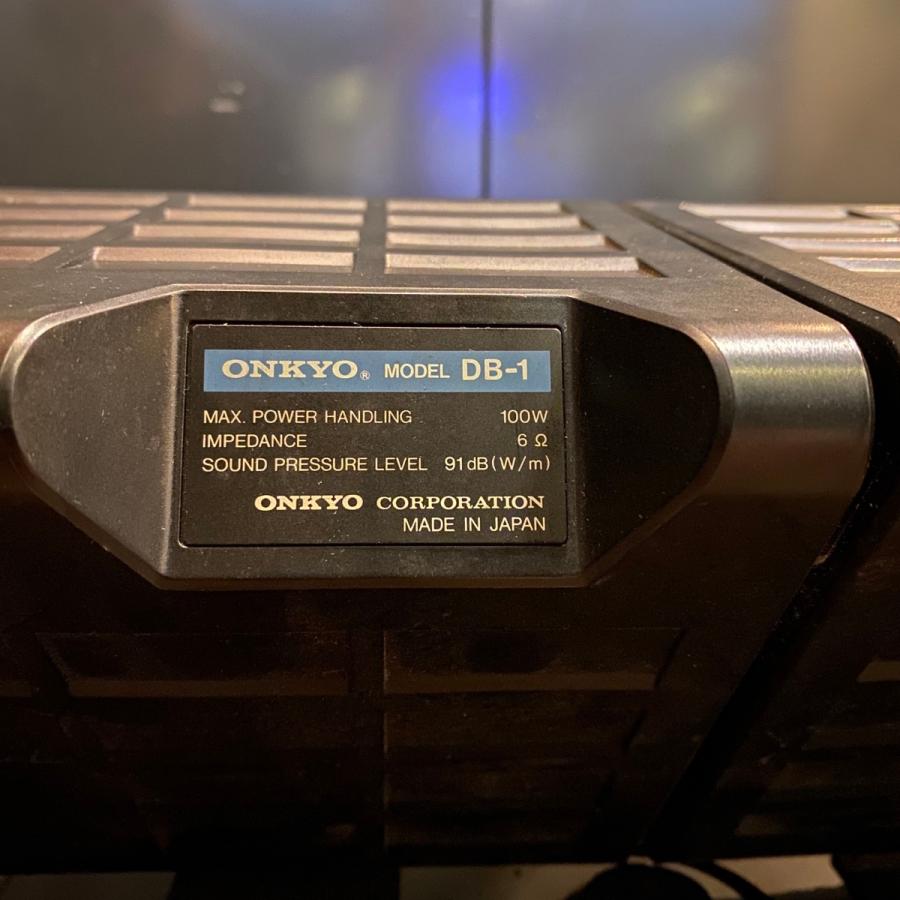 ONKYO® MODEL DB-1
MAX. POWER HANDLING 100W
IMPEDANCE 6 Ω
SOUND PRESSURE LEVEL 91dB(W/m)
ONKYO CORPORATION
MADE IN JAPAN